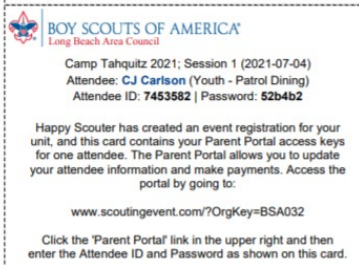 BOY SCOUTS OF AMERICA®
Long Beach Area Council
Camp Tahquitz 2021; Session 1 (2021-07-04)
Attendee: CJ Carlson (Youth - Patrol Dining)
Attendee ID: 7453582 | Password: 52b4b2
Happy Scouter has created an event registration for your
unit, and this card contains your Parent Portal access keys
for one attendee. The Parent Portal allows you to update
your attendee information and make payments. Access the
portal by going to:
www.scoutingevent.com/?OrgKey=BSA032
Click the 'Parent Portal' link in the upper right and then
enter the Attendee ID and Password as shown on this card.